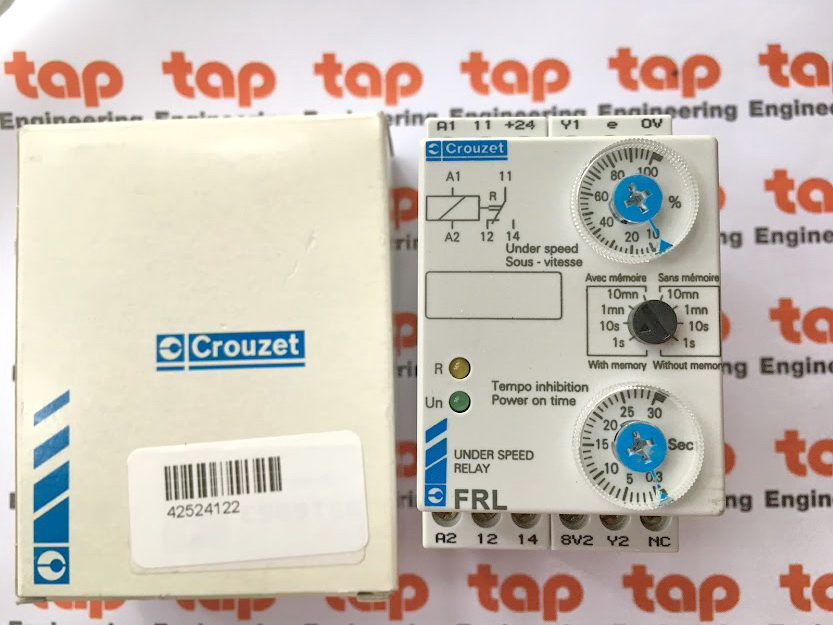 tap tap tap tap tap tap
Engineering Engineering Engineering Engineering Engineering Engineering
A1 11 +24 Y1 e 0V
Crouzet
A1 11
R
A2 12 14
Under speed
Sous - vitesse
100
80
60
40
20
10
%
Avec mémoire Sans mémoire
10mn 10mn
1mn 1mn
10s 10s
1s 1s
With memory Without memory
R
Un
Tempo inhibition
Power on time
30
25
20
15
10
5
0,3
Sec
UNDER SPEED
RELAY
FRL
A2 12 14 8V2 Y2 NC
Crouzet
42524122
tap tap tap tap